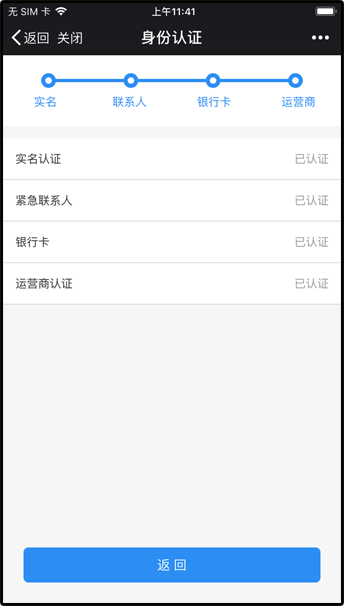 无 SIM 卡 上午11:41
返回 关闭 身份认证
实名 联系人 银行卡 运营商
实名认证 已认证
紧急联系人 已认证
银行卡 已认证
运营商认证 已认证
返 回